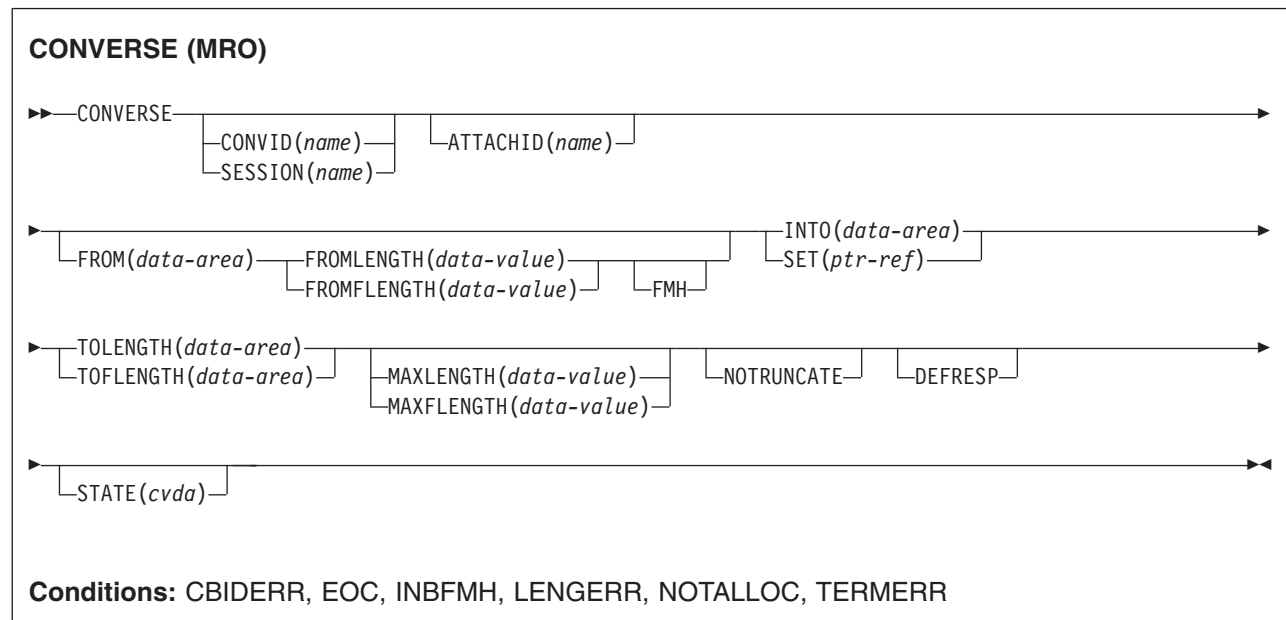 CONVERSE (MRO)
CONVERSE
CONVID(name)
SESSION(name)
ATTACHID(name)
FROM(data-area)
FROMLENGTH(data-value)
FROMFLENGTH(data-value)
FMH
INTO(data-area)
SET(ptr-ref)
TOLENGTH(data-area)
TOFLENGTH(data-area)
MAXLENGTH(data-value)
MAXFLENGTH(data-value)
NOTRUNCATE
DEFRESP
STATE(cvda)
Conditions: CBIDERR, EOC, INBFMH, LENGERR, NOTALLOC, TERMERR